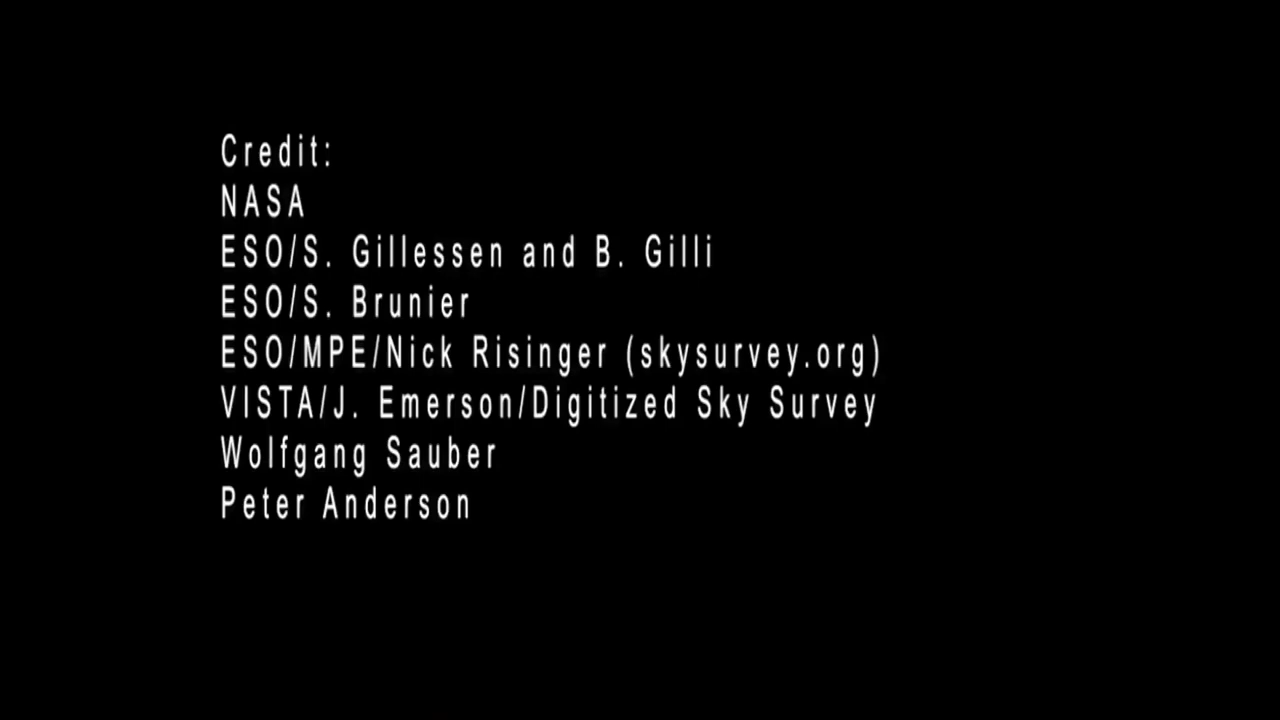 Credit:
NASA
ESO/S. Gillessen and B. Gilli
ESO/S. Brunier
ESO/MPE/Nick Risinger (skysurvey.org)
VISTA/J. Emerson/Digitized Sky Survey
Wolfgang Sauber
Peter Anderson